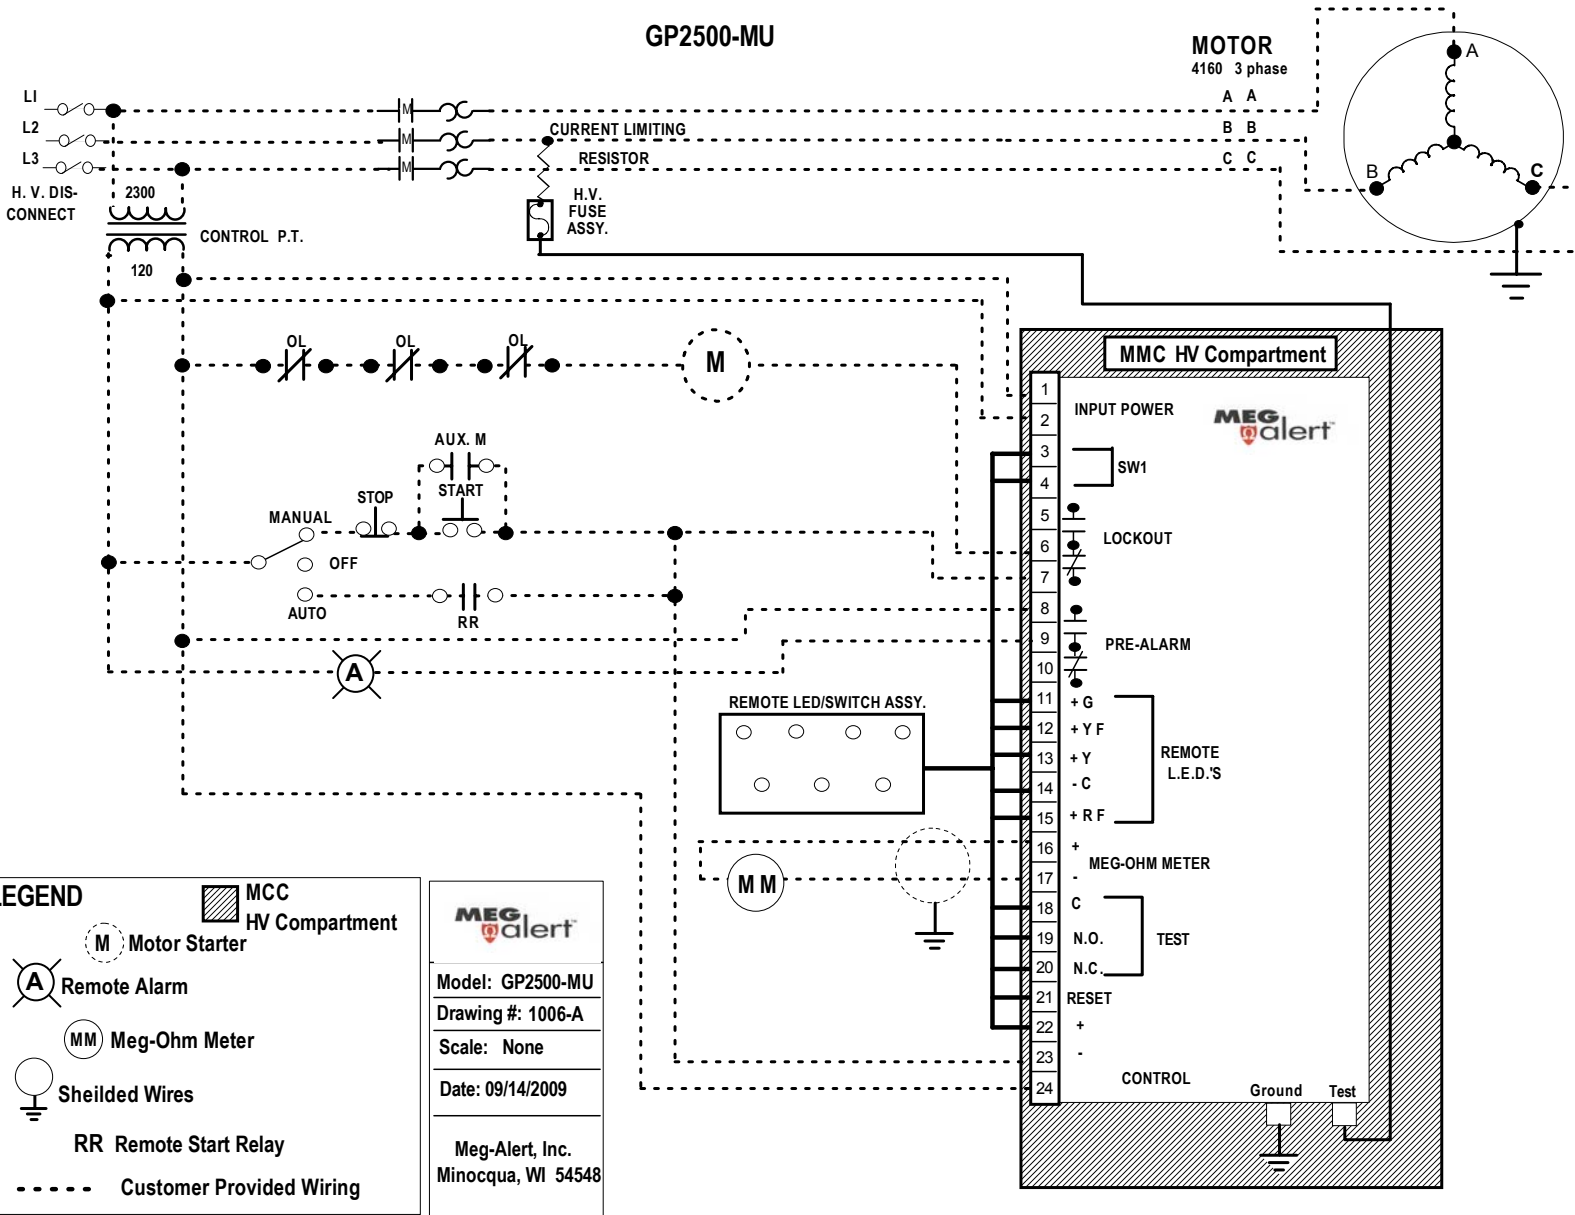 GP2500-MU
MOTOR
4160 3 phase
A
LI
A A
L2
CURRENT LIMITING
B B
L3
RESISTOR
C C
B
C
H. V. DIS-
CONNECT
2300
H.V.
FUSE
ASSY.
CONTROL P.T.
120
OL
OL
OL
M
M
M
M
MMC HV Compartment
1
INPUT POWER
MEG
alert
2
3
SW1
4
AUX. M
START
STOP
MANUAL
OFF
AUTO
RR
5
LOCKOUT
6
7
8
9
PRE-ALARM
10
A
REMOTE LED/SWITCH ASSY.
11
+ G
12
+ Y F
13
+ Y
REMOTE
L.E.D.'S
14
- C
15
+ R F
16
+
MEG-OHM METER
17
-
M M
18
C
19
N.O.
TEST
20
N.C.
21
RESET
22
+
23
-
CONTROL
24
Ground
Test
LEGEND
MCC
HV Compartment
M
Motor Starter
A
Remote Alarm
MM
Meg-Ohm Meter
Sheilded Wires
RR Remote Start Relay
Customer Provided Wiring
MEG
alert™
Model: GP2500-MU
Drawing #: 1006-A
Scale: None
Date: 09/14/2009
Meg-Alert, Inc.
Minocqua, WI 54548